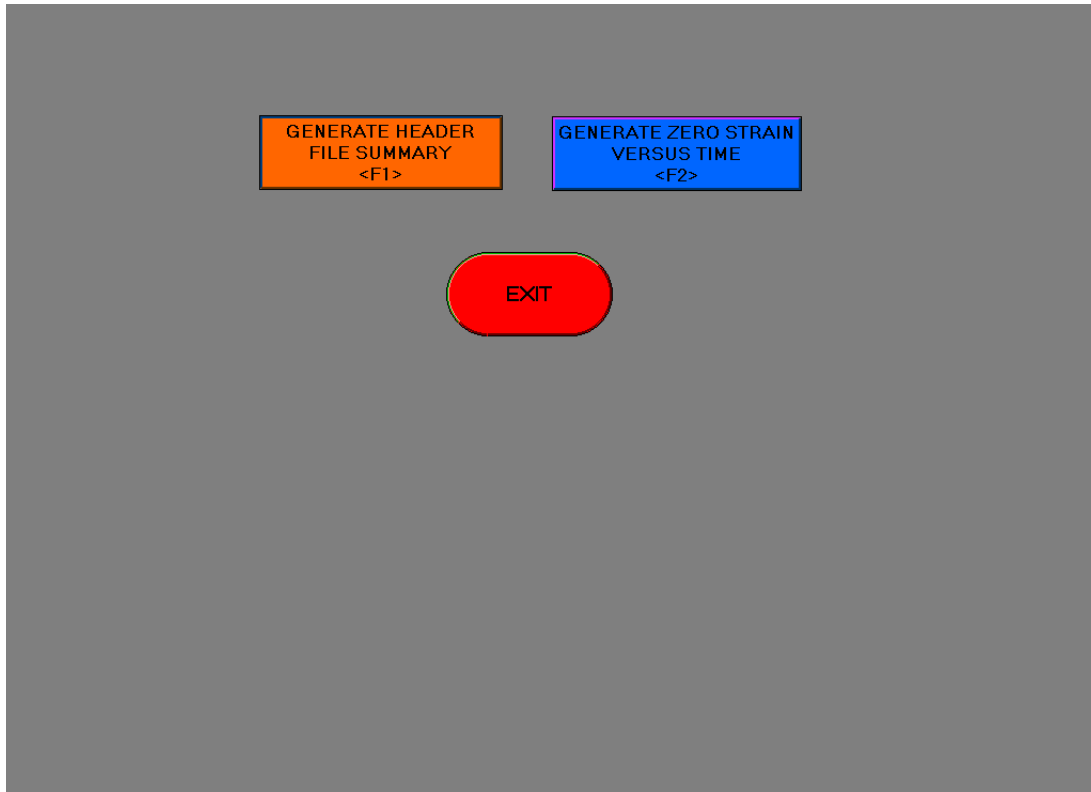 GENERATE HEADER
FILE SUMMARY
<F1>
GENERATE ZERO STRAIN
VERSUS TIME
<F2>
EXIT